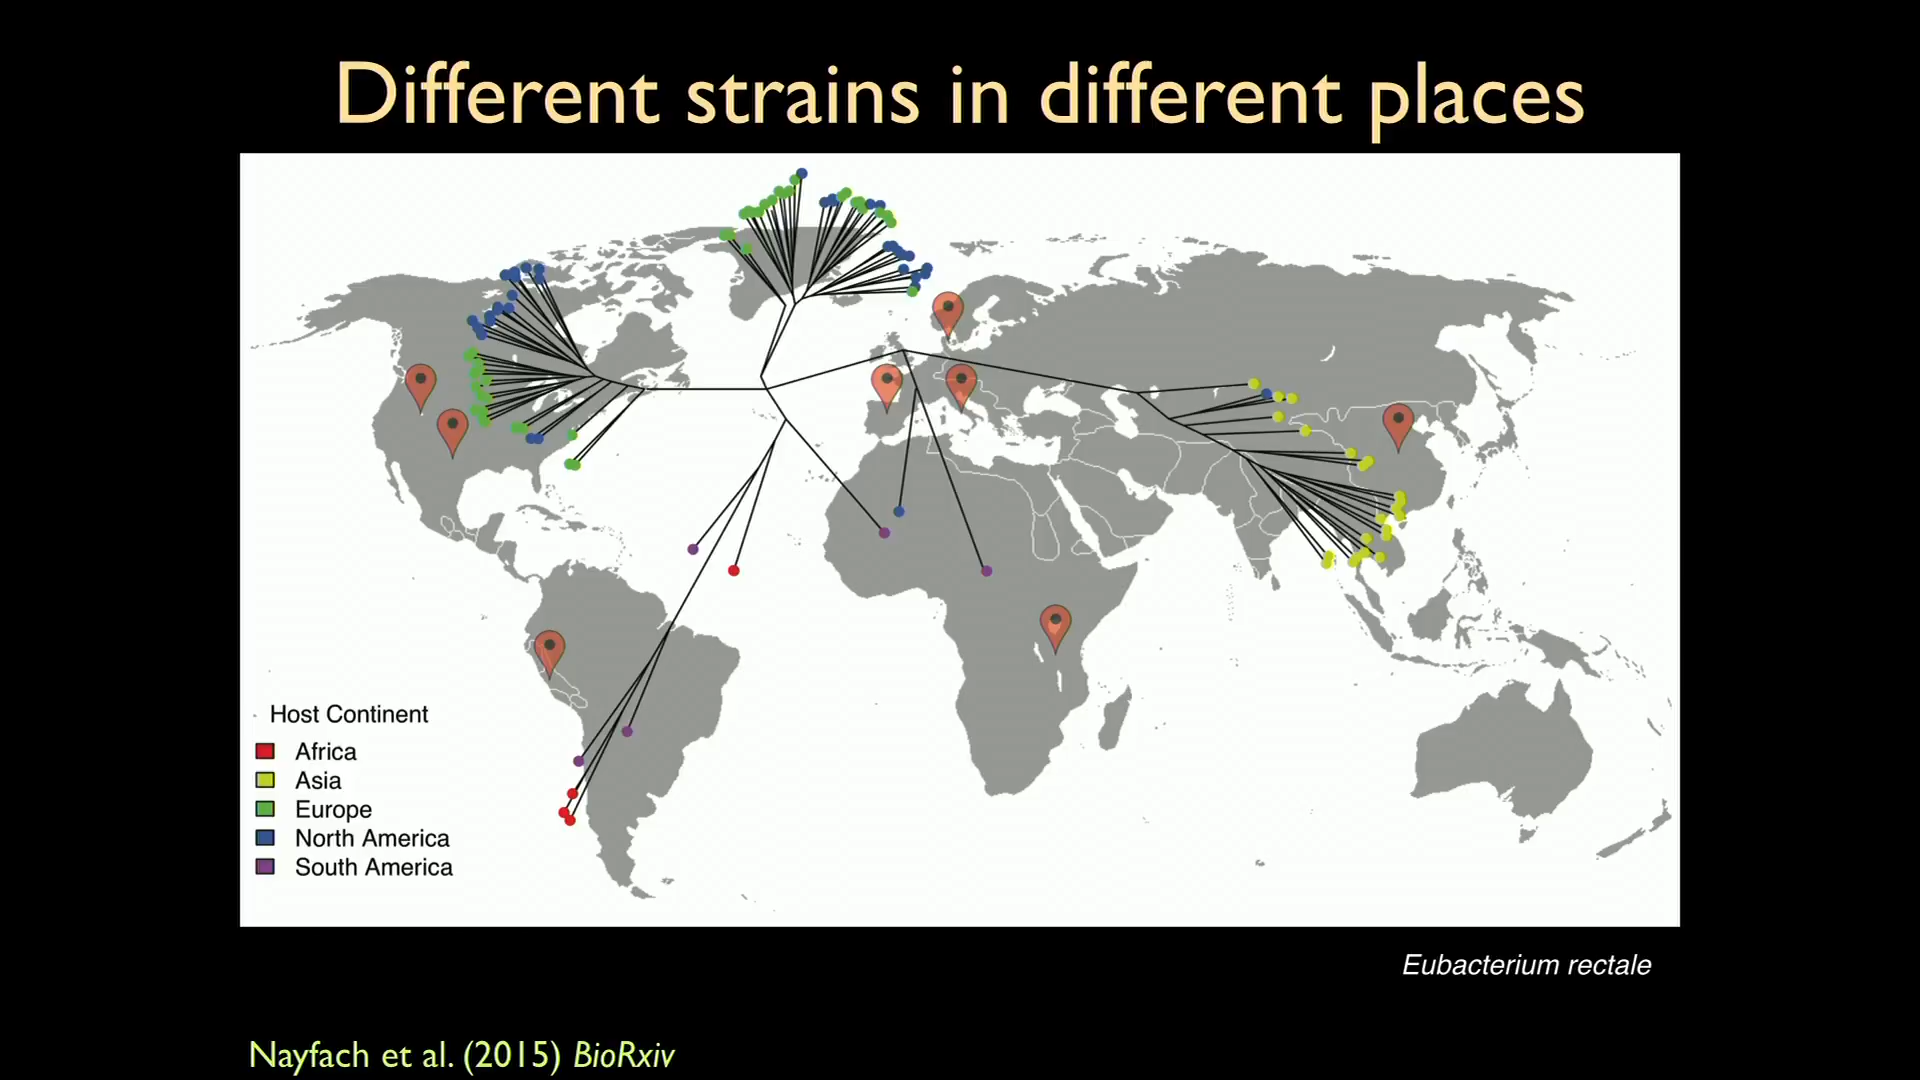 Different strains in different places
Host Continent
Africa
Asia
Europe
North America
South America
Eubacterium rectale
Nayfach et al. (2015) BioRxiv